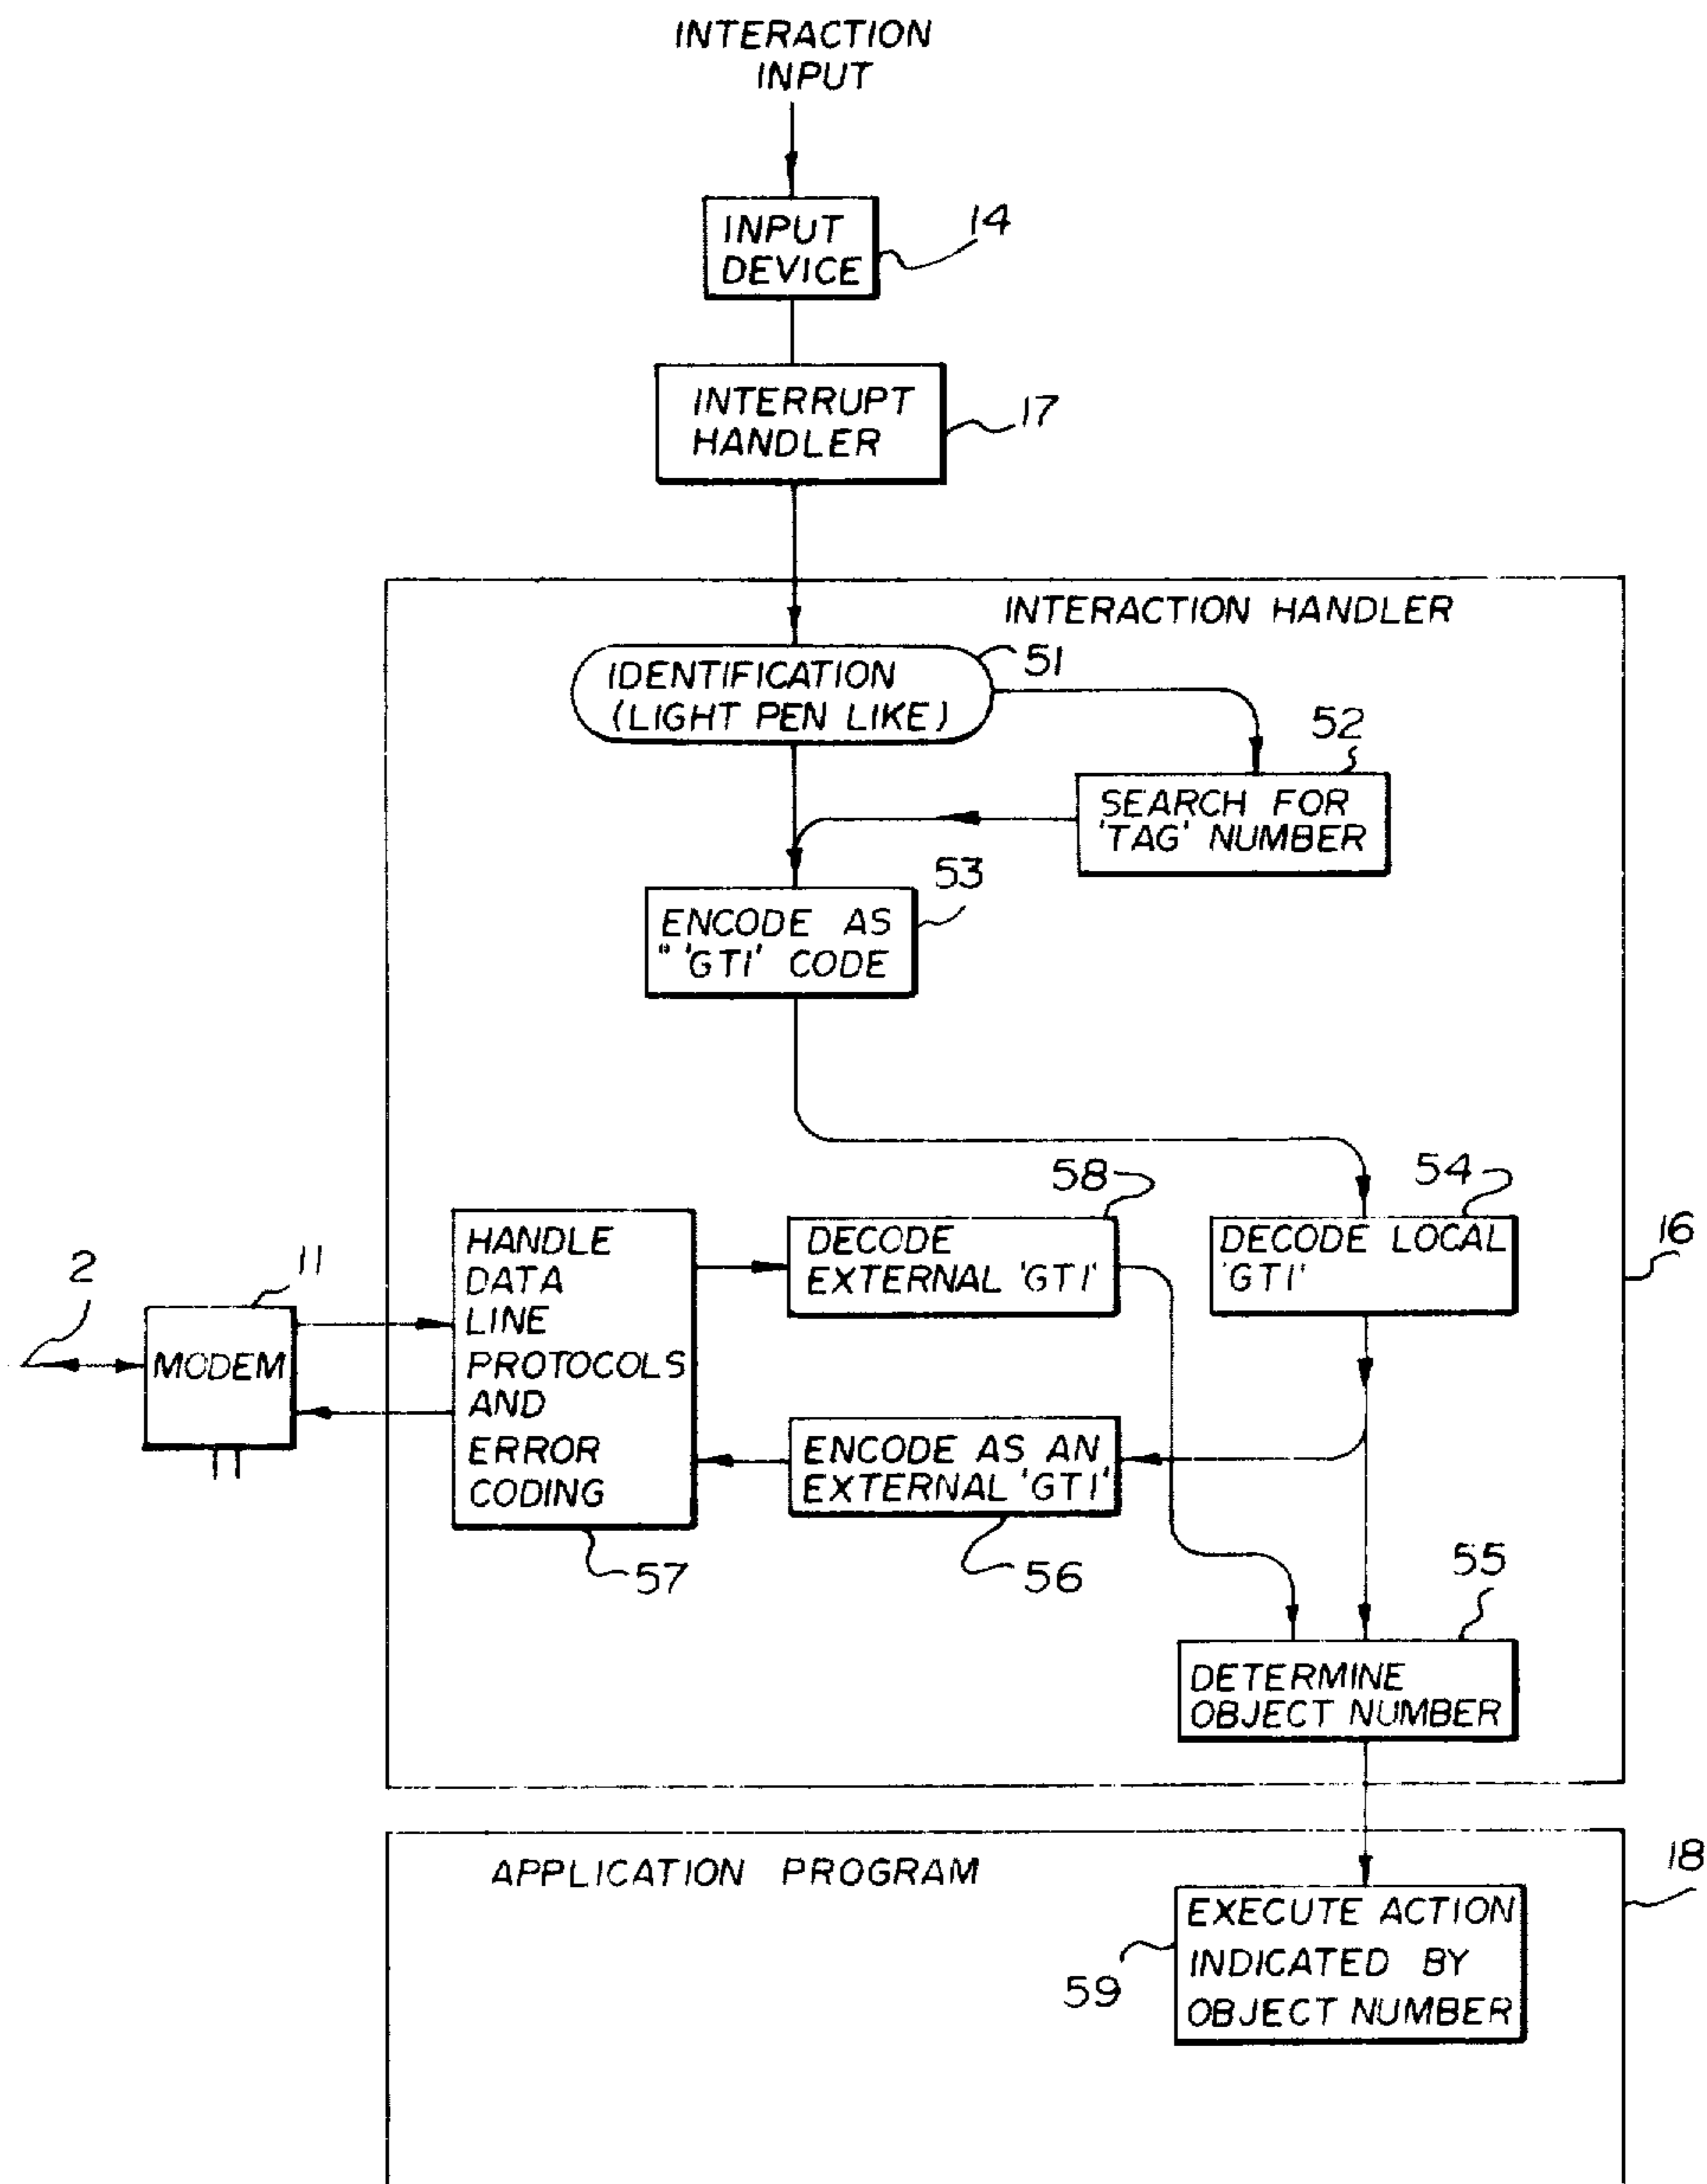 INTERACTION
INPUT
INPUT
DEVICE
14
INTERRUPT
HANDLER
17
INTERACTION HANDLER
IDENTIFICATION
(LIGHT PEN LIKE)
51
52
SEARCH FOR
'TAG' NUMBER
53
ENCODE AS
" 'GTI' CODE
58
54
DECODE
EXTERNAL 'GTI'
DECODE LOCAL
'GTI'
16
2
11
MODEM
HANDLE
DATA
LINE
PROTOCOLS
AND
ERROR
CODING
57
ENCODE AS AN
EXTERNAL 'GTI'
56
55
DETERMINE
OBJECT NUMBER
APPLICATION PROGRAM
18
EXECUTE ACTION
INDICATED BY
OBJECT NUMBER
59